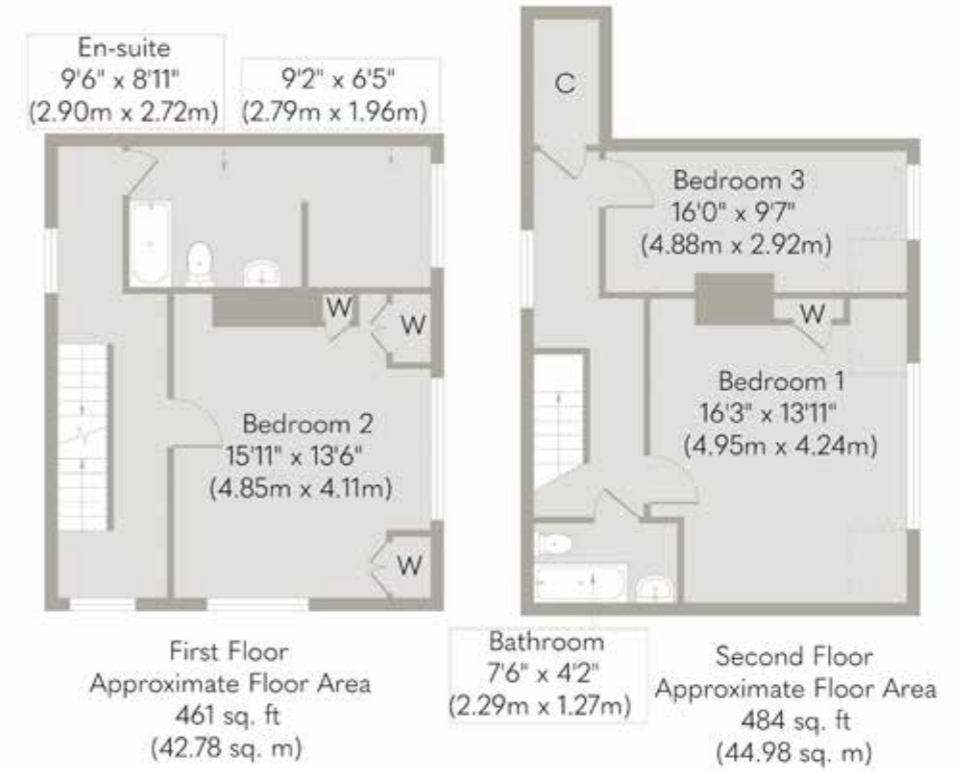 En-suite
9'6" x 8'11"
(2.90m x 2.72m)
9'2" x 6'5"
(2.79m x 1.96m)
W
W
Bedroom 2
15'11" x 13'6"
(4.85m x 4.11m)
W
First Floor
Approximate Floor Area
461 sq. ft
(42.78 sq. m)
C
Bedroom 3
16'0" x 9'7"
(4.88m x 2.92m)
W
Bedroom 1
16'3" x 13'11"
(4.95m x 4.24m)
Bathroom
7'6" x 4'2"
(2.29m x 1.27m)
Second Floor
Approximate Floor Area
484 sq. ft
(44.98 sq. m)